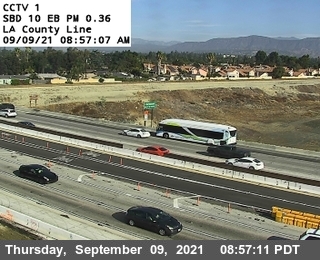 CCTV 1
SBD 10 EB PM 0.36
LA County Line
09/09/21 08:57:07 AM
Thursday, September 09, 2021 08:57:11 PDT